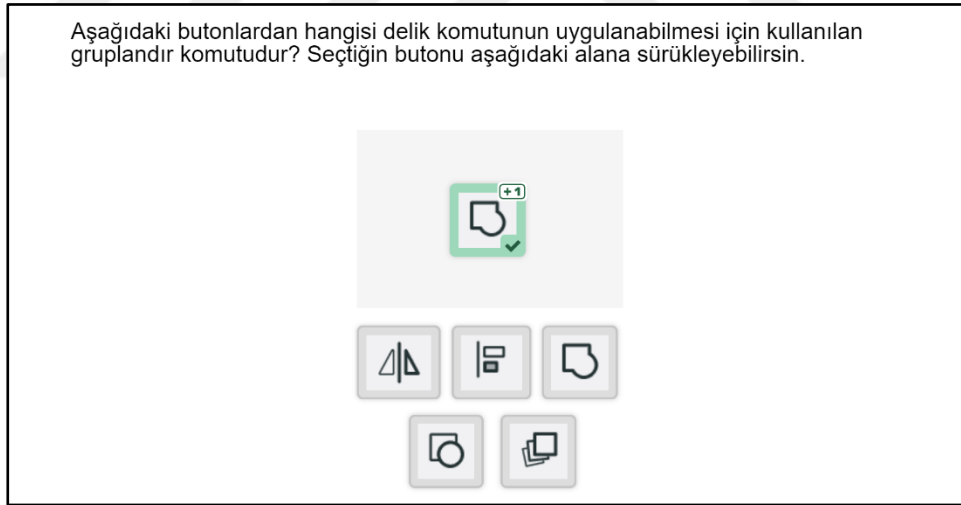 Aşağıdaki butonlardan hangisi delik komutunun uygulanabilmesi için kullanılan
gruplandır komutudur? Seçtiğin butonu aşağıdaki alana sürükleyebilirsin.
+1